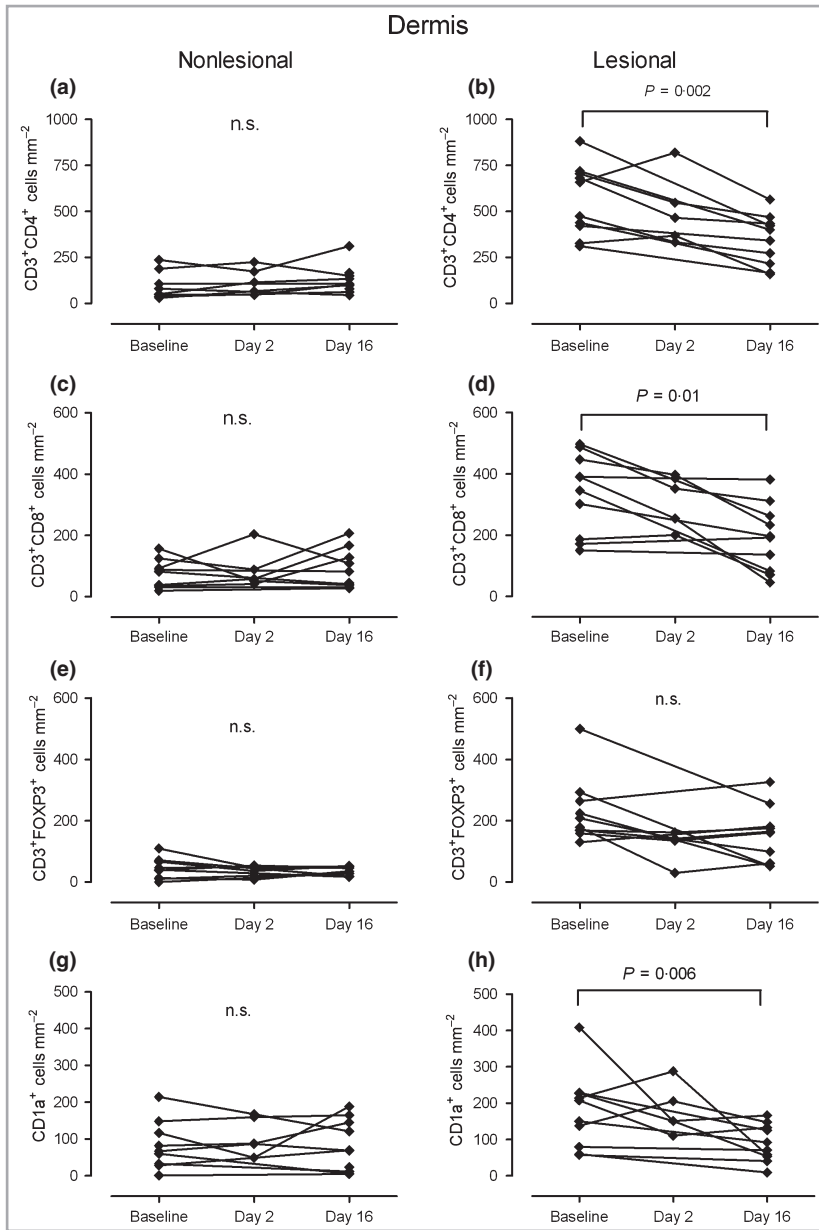 Dermis
Nonlesional
Lesional
(a)
n.s.
CD3⁺CD4⁺ cells mm⁻²
1000
750
500
250
0
Baseline Day 2 Day 16
(b)
P = 0·002
CD3⁺CD4⁺ cells mm⁻²
1000
750
500
250
0
Baseline Day 2 Day 16
(c)
n.s.
CD3⁺CD8⁺ cells mm⁻²
600
400
200
0
Baseline Day 2 Day 16
(d)
P = 0·01
CD3⁺CD8⁺ cells mm⁻²
600
400
200
0
Baseline Day 2 Day 16
(e)
n.s.
CD3⁺FOXP3⁺ cells mm⁻²
600
400
200
0
Baseline Day 2 Day 16
(f)
n.s.
CD3⁺FOXP3⁺ cells mm⁻²
600
400
200
0
Baseline Day 2 Day 16
(g)
n.s.
CD1a⁺ cells mm⁻²
500
400
300
200
100
0
Baseline Day 2 Day 16
(h)
P = 0·006
CD1a⁺ cells mm⁻²
500
400
300
200
100
0
Baseline Day 2 Day 16